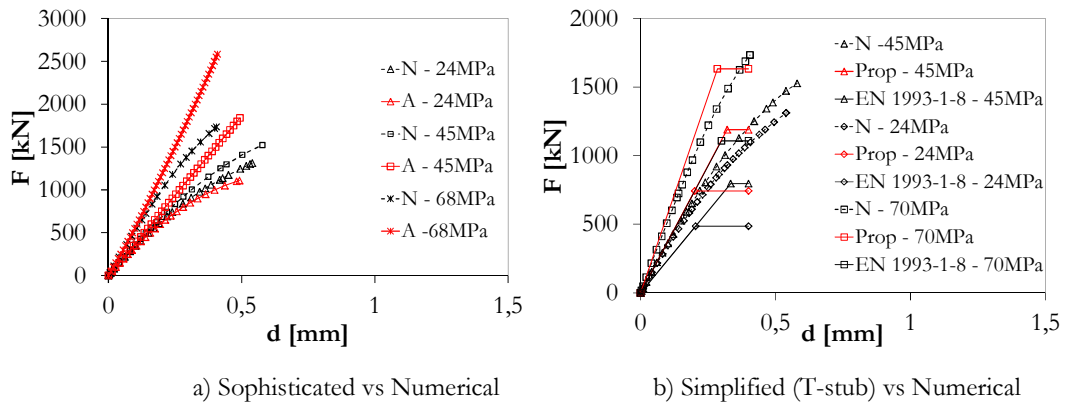 3000
2500
2000
1500
1000
500
0
F [kN]
0
0,5
1
1,5
d [mm]
N - 24MPa
A - 24MPa
N - 45MPa
A - 45MPa
N - 68MPa
A -68MPa
a) Sophisticated vs Numerical
2000
1500
1000
500
0
F [kN]
0
0,5
1
1,5
d [mm]
N -45MPa
Prop - 45MPa
EN 1993-1-8 - 45MPa
N - 24MPa
Prop - 24MPa
EN 1993-1-8 - 24MPa
N - 70MPa
Prop - 70MPa
EN 1993-1-8 - 70MPa
b) Simplified (T-stub) vs Numerical